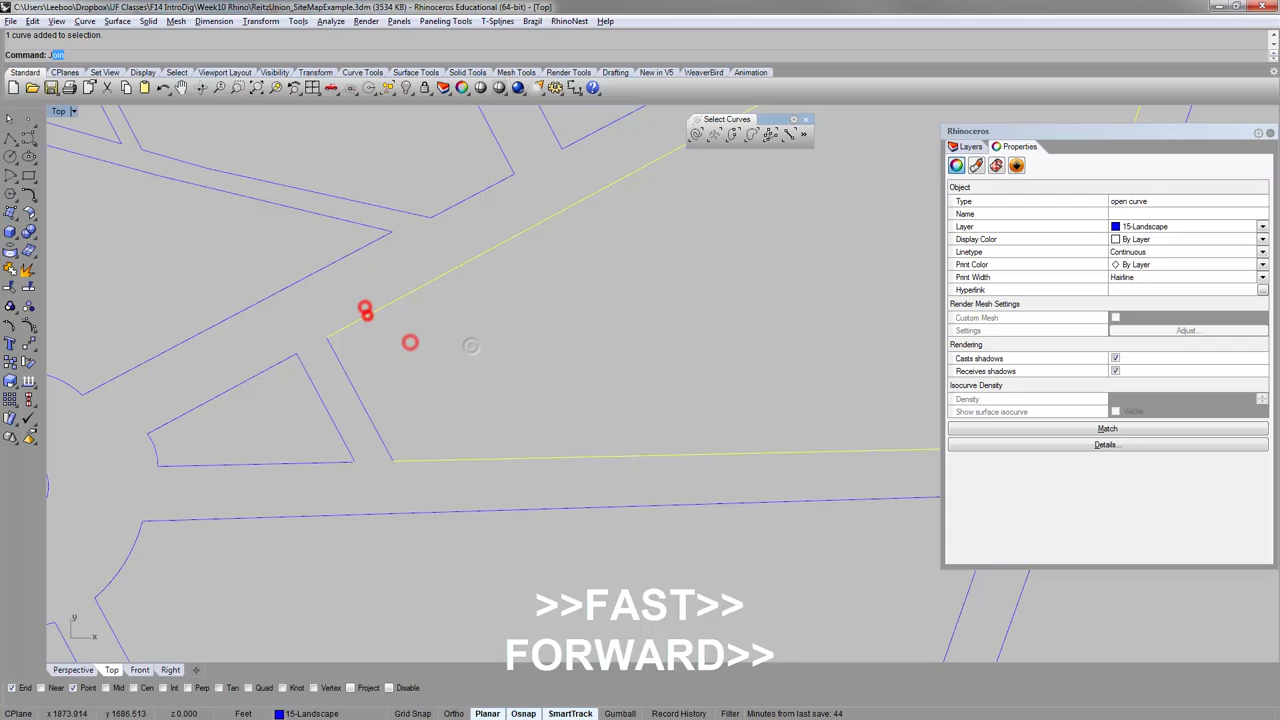 C:\Users\Leeboo\Dropbox\UF Classes\F14 IntroDig\Week10 Rhino\ReitzUnion_SiteMapExample.3dm (3534 KB) - Rhinoceros Educational (64-bit) - [Top]
File Edit View Curve Surface Solid Mesh Dimension Transform Tools Analyze Render Panels Paneling Tools T-Splines Brazil RhinoNest Help
1 curve added to selection.
Command: Join
Standard CPlanes Set View Display Select Viewport Layout Visibility Transform Curve Tools Surface Tools Solid Tools Mesh Tools Render Tools Drafting New in V5 WeaverBird Animation
Top
Select Curves
Rhinoceros
Layers Properties
Object
Type open curve
Name
Layer 15-Landscape
Display Color By Layer
Linetype Continuous
Print Color By Layer
Print Width Hairline
Hyperlink
Render Mesh Settings
Custom Mesh
Settings Adjust...
Rendering
Casts shadows
Receives shadows
Isocurve Density
Density
Show surface isocurve Visible
Match
Details...
>>FAST>>
FORWARD>>
y
x
Perspective Top Front Right
End Near Point Mid Cen Int Perp Tan Quad Knot Vertex Project Disable
CPlane x 1873.914 y 1686.513 z 0.000 Feet 15-Landscape Grid Snap Ortho Planar Osnap SmartTrack Gumball Record History Filter Minutes from last save: 44